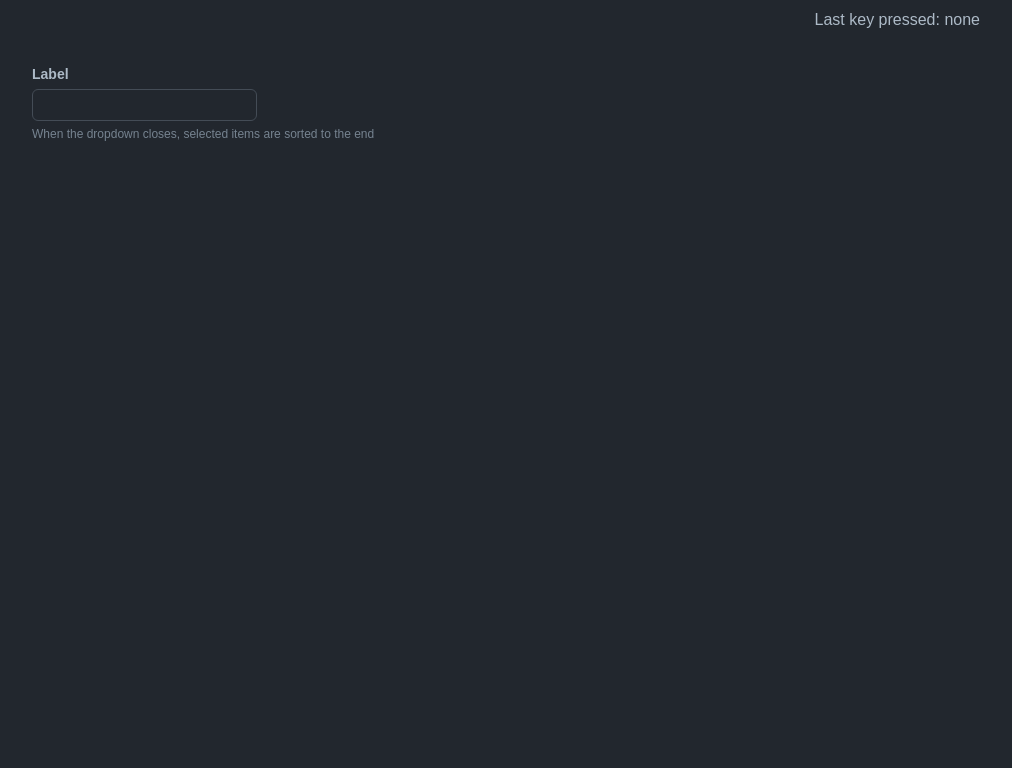 Last key pressed: none
Label
When the dropdown closes, selected items are sorted to the end